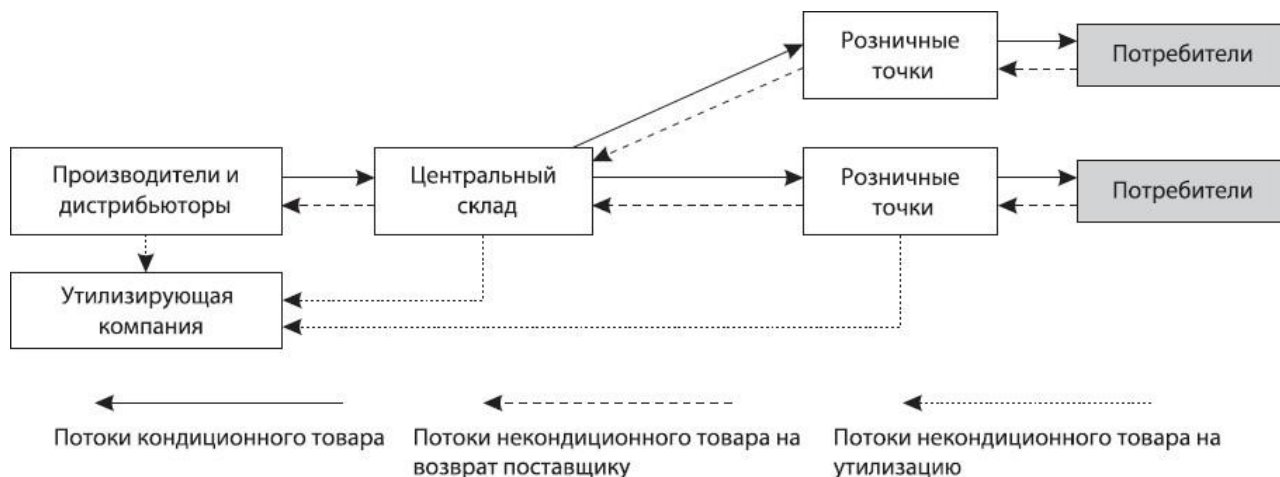 Розничные
точки
Потребители
Производители и
дистрибьюторы
Центральный
склад
Розничные
точки
Потребители
Утилизирующая
компания
Потоки кондиционного товара
Потоки некондиционного товара на
возврат поставщику
Потоки некондиционного товара на
утилизацию